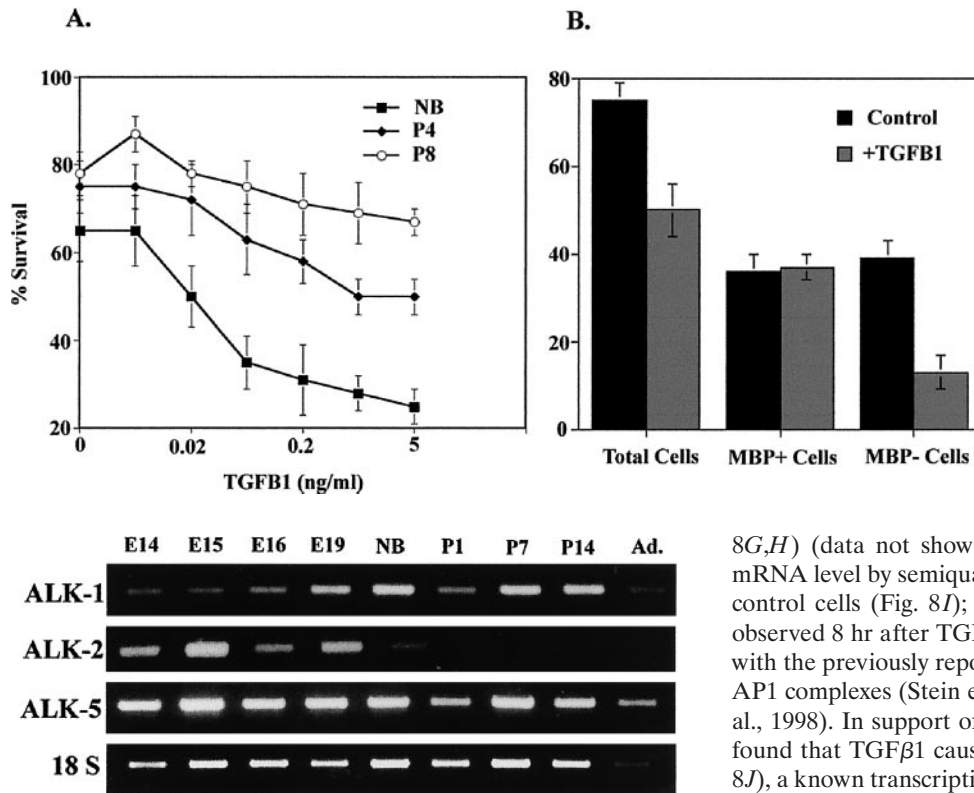 A.
B.
100
80
60
40
20
% Survival
NB
P4
P8
0 0.02 0.2 5
TGFB1 (ng/ml)
80
60
40
20
0
Control
+TGFB1
Total Cells MBP+ Cells MBP- Cells
E14 E15 E16 E19 NB P1 P7 P14 Ad.
ALK-1
ALK-2
ALK-5
18 S
8G,H) (data not show
mRNA level by semiqua
control cells (Fig. 8I);
observed 8 hr after TGI
with the previously repo
AP1 complexes (Stein e
al., 1998). In support o
found that TGFβ1 caus
8J), a known transcripti